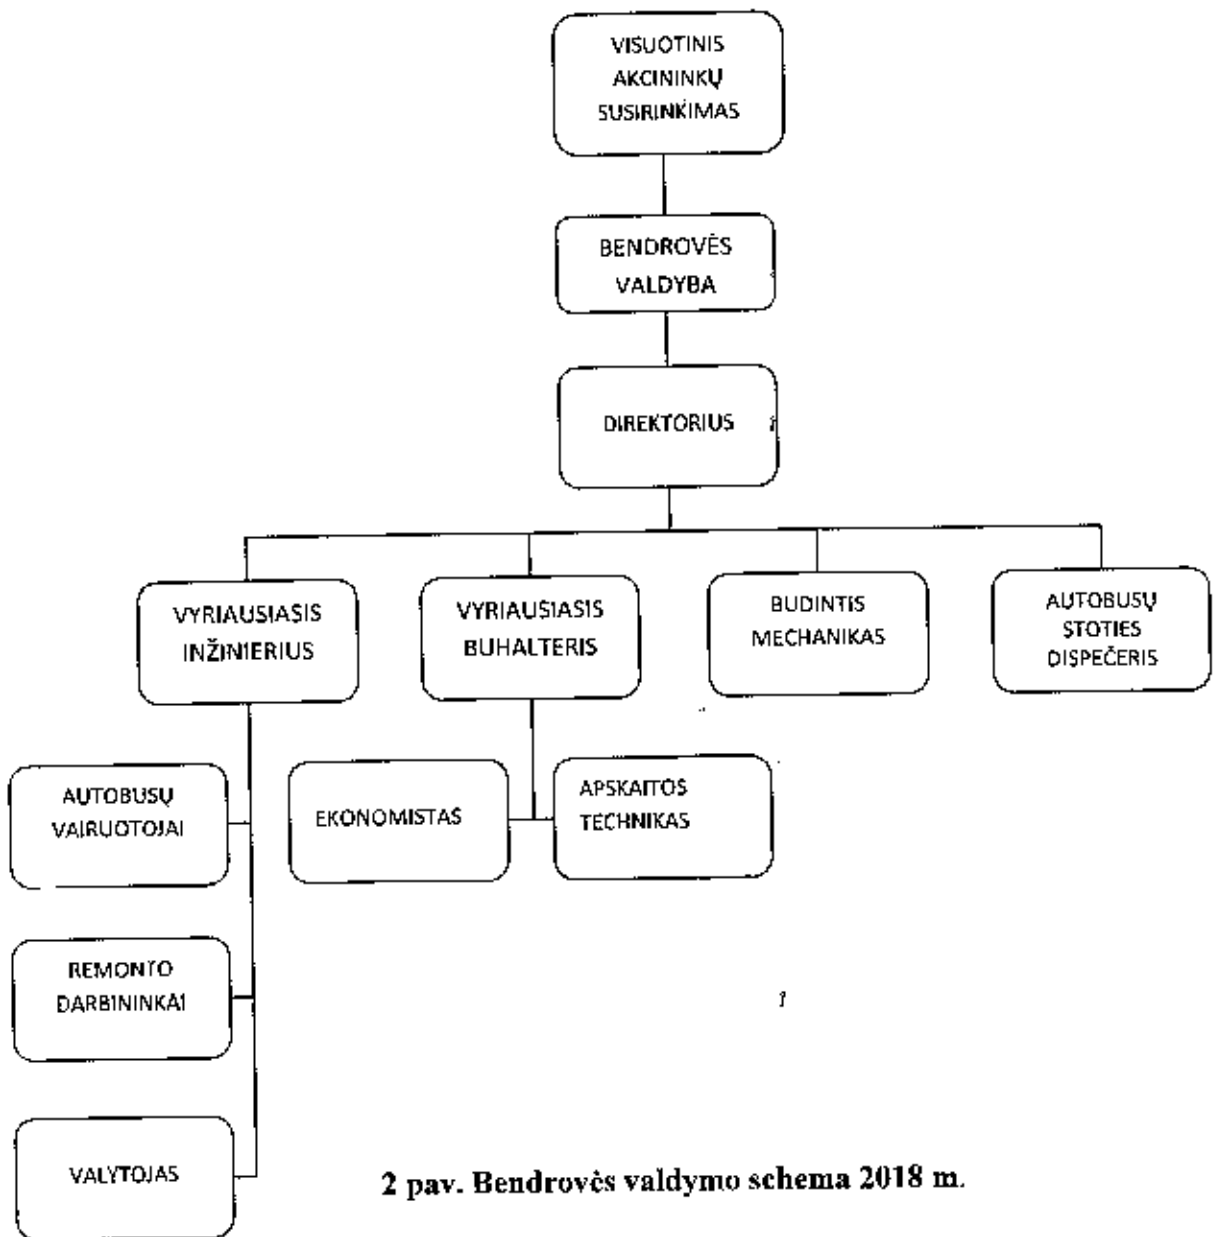 VISUOTINIS
AKCININKŲ
SUSIRINKIMAS
BENDROVĖS
VALDYBA
DIREKTORIUS
VYRIAUSIASIS
INŽINIERIUS
VYRIAUSIASIS
BUHALTERIS
BUDINTIS
MECHANIKAS
AUTOBUSŲ
STOTIES
DISPEČERIS
AUTOBUSŲ
VAIRUOTOJAI
EKONOMISTAS
APSKAITOS
TECHNIKAS
REMONTO
DARBININKAI
VALYTOJAS
2 pav. Bendrovės valdymo schema 2018 m.